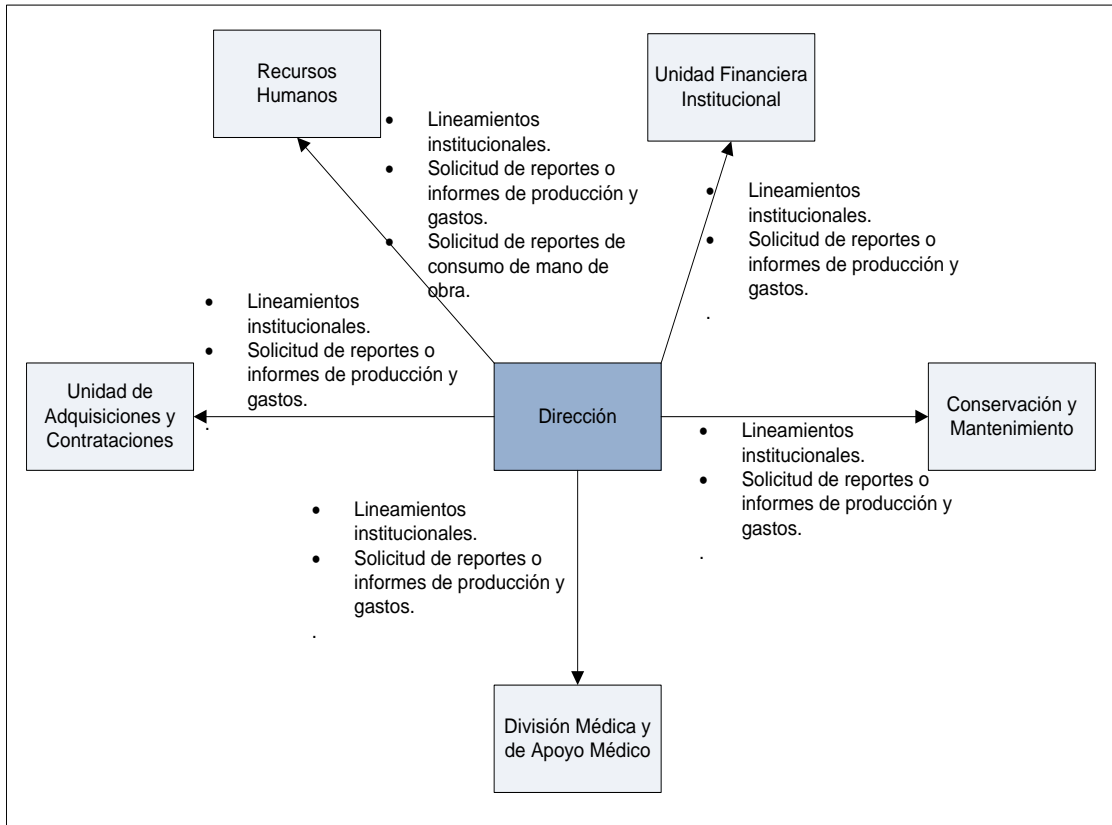 Recursos
Humanos
Unidad Financiera
Institucional
• Lineamientos
institucionales.
• Solicitud de reportes o
informes de producción y
gastos.
• Solicitud de reportes de
consumo de mano de
obra.
• Lineamientos
institucionales.
• Solicitud de reportes o
informes de producción y
gastos.
.
• Lineamientos
institucionales.
• Solicitud de reportes o
informes de producción y
gastos.
.
Unidad de
Adquisiciones y
Contrataciones
Dirección
Conservación y
Mantenimiento
• Lineamientos
institucionales.
• Solicitud de reportes o
informes de producción y
gastos.
.
• Lineamientos
institucionales.
• Solicitud de reportes o
informes de producción y
gastos.
.
División Médica y
de Apoyo Médico